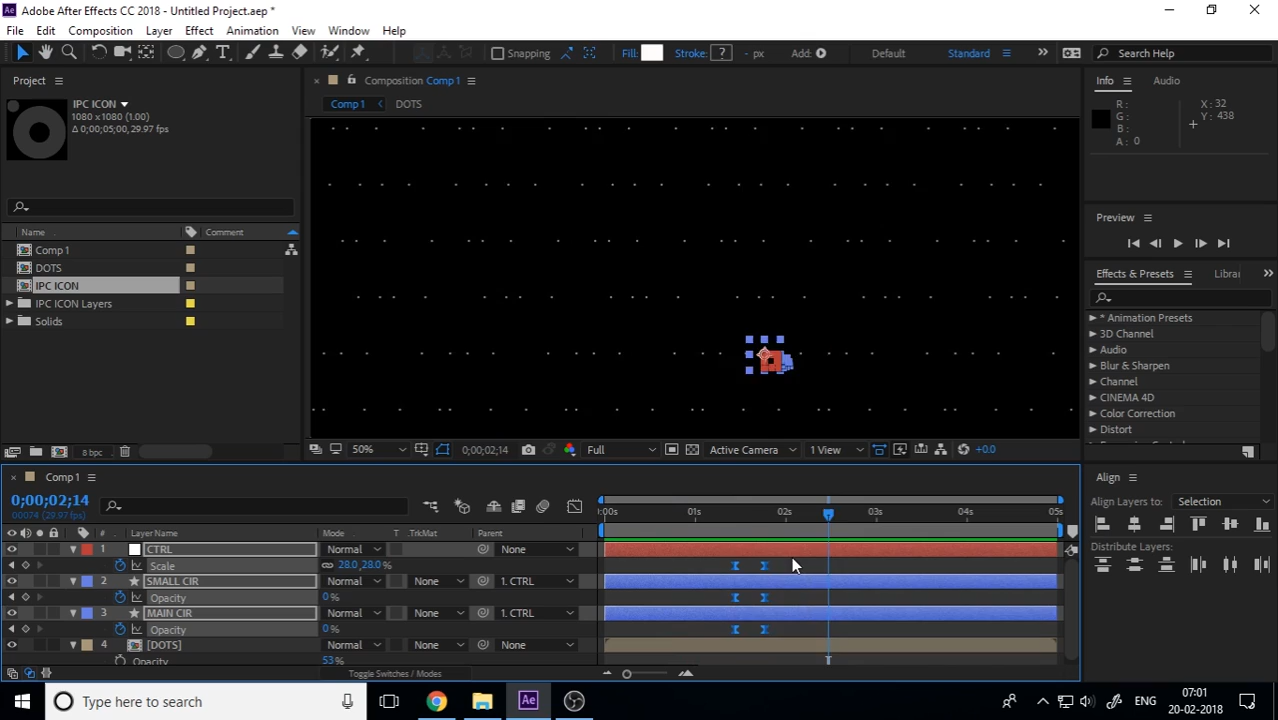 Ae Adobe After Effects CC 2018 - Untitled Project.aep *
File Edit Composition Layer Effect Animation View Window Help
T Snapping Fill: Stroke: ? - px Add: Default Standard Search Help
Project
IPC ICON
1080 x1080 (1.00)
Δ 0;00;05;00, 29.97 fps
Name Comment
Comp 1
DOTS
IPC ICON
IPC ICON Layers
Solids
8 bpc
Composition Comp 1
Comp 1 DOTS
50% 0;00;02;14 Full Active Camera 1 View +0.0
Info Audio
R :
G :
B :
A : 0
X : 32
Y : 438
Preview
Effects & Presets Librai
* Animation Presets
3D Channel
Audio
Blur & Sharpen
Channel
CINEMA 4D
Color Correction
Distort
Comp 1
0;00;02;14
00074 (29.97 fps)
:00s 01s 02s 03s 04s 05s
# Layer Name Mode T .TrkMat Parent
1 CTRL Normal None
Scale 28.0,28.0%
2 SMALL CIR Normal None 1. CTRL
Opacity 0%
3 MAIN CIR Normal None 1. CTRL
Opacity 0%
4 [DOTS] Normal None None
Opacity 53%
Toggle Switches / Modes
Align
Align Layers to: Selection
Distribute Layers:
Type here to search
Ae
ENG
07:01
20-02-2018